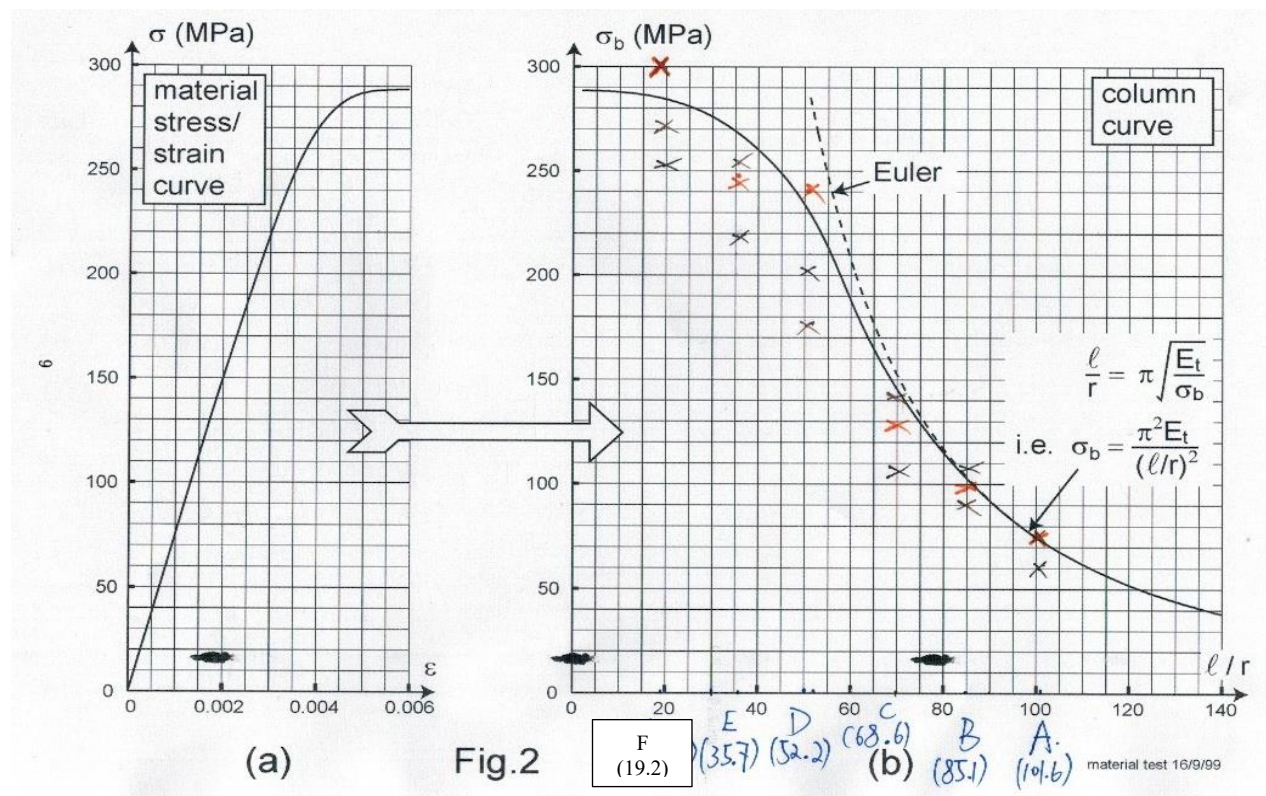 σ (MPa)
300
250
200
150
100
50
0
material
stress/
strain
curve
0 0.002 0.004 0.006
ε
(a)
9
Fig.2
σb (MPa)
300
250
200
150
100
50
0
column
curve
Euler
ℓ/r = π√(Et/σb)
i.e. σb = π²Et/(ℓ/r)²
ℓ / r
0 20 40 60 80 100 120 140
F
(19.2)
E
)(35.7)
D
(52.2)
C
(68.6)
B
(85.1)
A.
(101.6)
(b)
material test 16/9/99